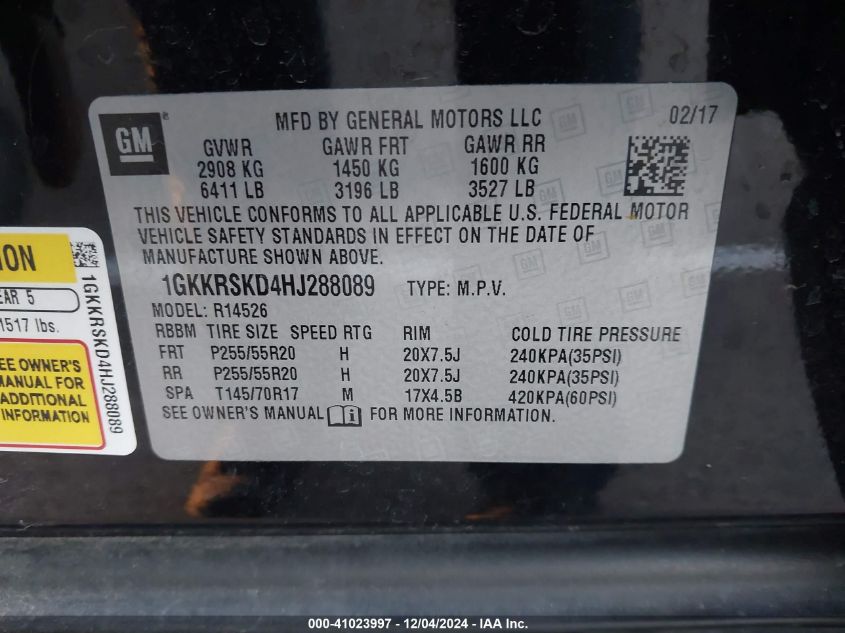 GM
MFD BY GENERAL MOTORS LLC 02/17
GVWR GAWR FRT GAWR RR
2908 KG 1450 KG 1600 KG
6411 LB 3196 LB 3527 LB
THIS VEHICLE CONFORMS TO ALL APPLICABLE U.S. FEDERAL MOTOR
VEHICLE SAFETY STANDARDS IN EFFECT ON THE DATE OF
MANUFACTURE SHOWN ABOVE.
1GKKRSKD4HJ288089 TYPE: M.P.V.
MODEL: R14526
RBBM TIRE SIZE SPEED RTG RIM COLD TIRE PRESSURE
FRT P255/55R20 H 20X7.5J 240KPA(35PSI)
RR P255/55R20 H 20X7.5J 240KPA(35PSI)
SPA T145/70R17 M 17X4.5B 420KPA(60PSI)
SEE OWNER'S MANUAL FOR MORE INFORMATION.
ION
EAR 5
1517 lbs.
EE OWNER'S
MANUAL FOR
ADDITIONAL
INFORMATION
1GKKRSKD4HJ288089
000-41023997 - 12/04/2024 - IAA Inc.